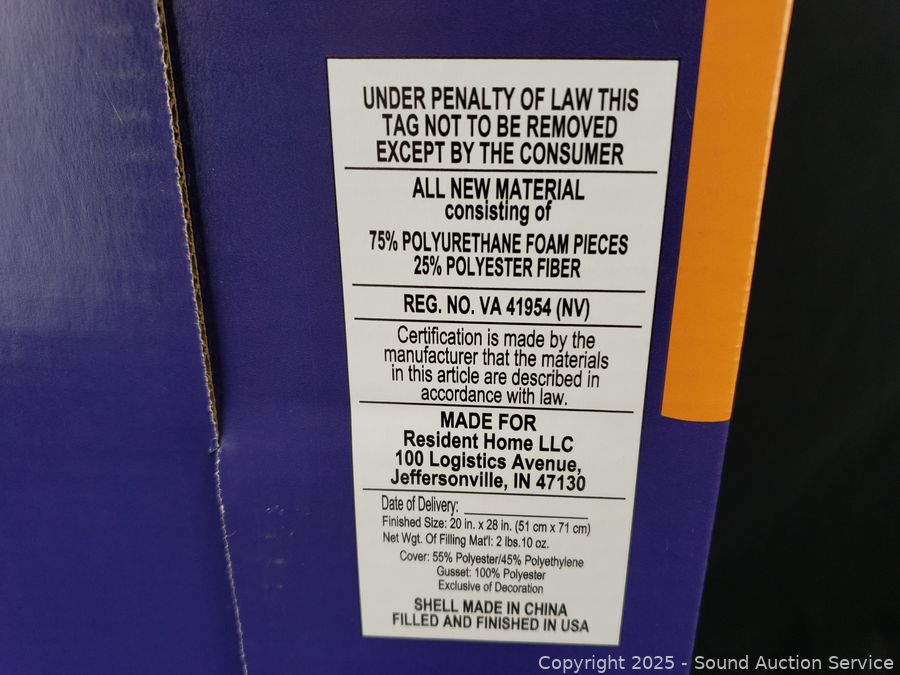 UNDER PENALTY OF LAW THIS
TAG NOT TO BE REMOVED
EXCEPT BY THE CONSUMER
ALL NEW MATERIAL
consisting of
75% POLYURETHANE FOAM PIECES
25% POLYESTER FIBER
REG. NO. VA 41954 (NV)
Certification is made by the
manufacturer that the materials
in this article are described in
accordance with law.
MADE FOR
Resident Home LLC
100 Logistics Avenue,
Jeffersonville, IN 47130
Date of Delivery:
Finished Size: 20 in. x 28 in. (51 cm x 71 cm)
Net Wgt. Of Filling Mat'l: 2 lbs.10 oz.
Cover: 55% Polyester/45% Polyethylene
Gusset: 100% Polyester
Exclusive of Decoration
SHELL MADE IN CHINA
FILLED AND FINISHED IN USA
Copyright 2025 - Sound Auction Service